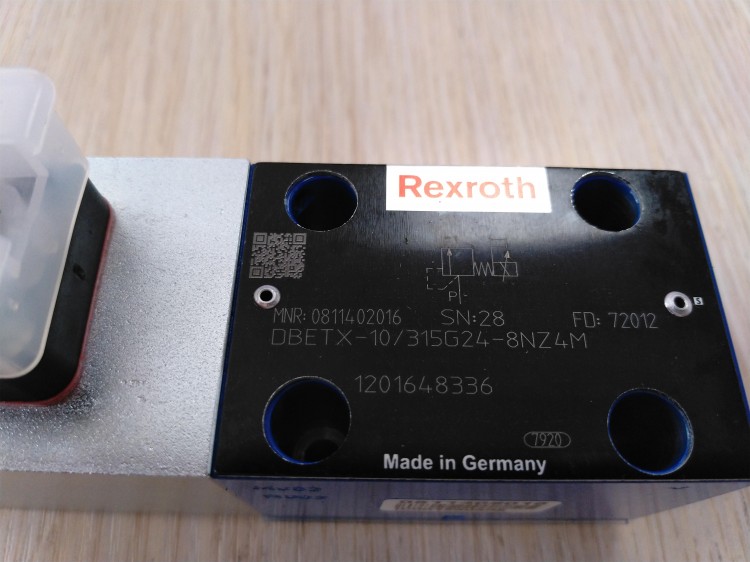 Rexroth
P
MNR: 0811402016 SN:28 FD: 72012
DBETX-10/315G24-8NZ4M
1201648336
7920
Made in Germany